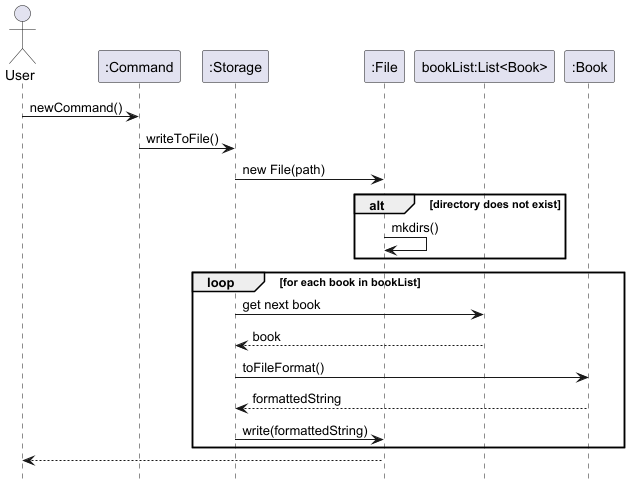 User
:Command
:Storage
:File
bookList:List<Book>
:Book
newCommand()
writeToFile()
new File(path)
alt
[directory does not exist]
mkdirs()
loop
[for each book in bookList]
get next book
book
toFileFormat()
formattedString
write(formattedString)